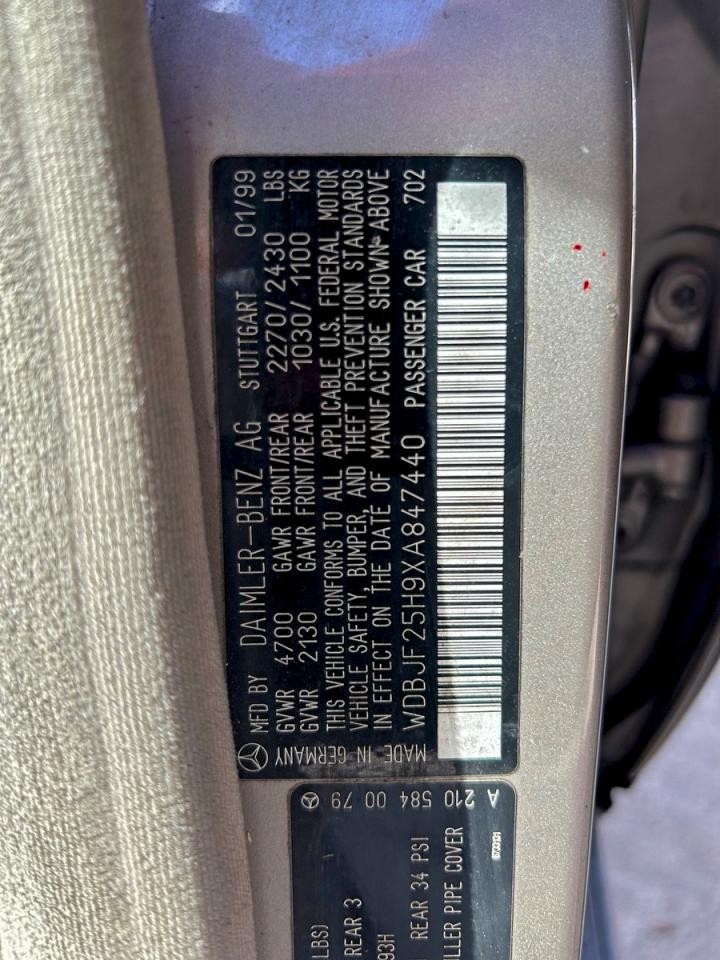 MFD BY DAIMLER-BENZ AG STUTTGART 01/99
GVWR 4700 GAWR FRONT/REAR 2270/2430 LBS
GVWR 2130 GAWR FRONT/REAR 1030/1100 KG
THIS VEHICLE CONFORMS TO ALL APPLICABLE U.S. FEDERAL MOTOR
VEHICLE SAFETY, BUMPER, AND THEFT PREVENTION STANDARDS
IN EFFECT ON THE DATE OF MANUFACTURE SHOWN ABOVE
WDBJF25H9XA847440 PASSENGER CAR 702
MADE IN GERMANY
A 210 584 00 79
LBS)
REAR 3
93H
REAR 34 PSI
LLER PIPE COVER